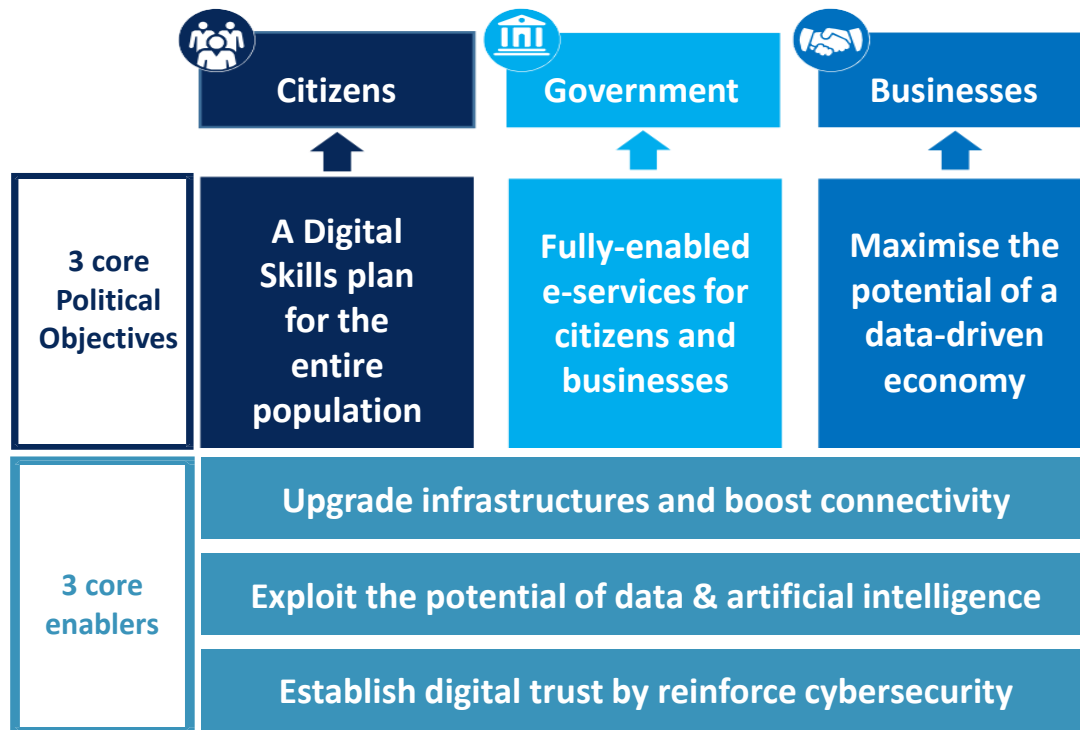 Citizens
Government
Businesses
3 core
Political
Objectives
A Digital
Skills plan
for the
entire
population
Fully-enabled
e-services for
citizens and
businesses
Maximise the
potential of a
data-driven
economy
3 core
enablers
Upgrade infrastructures and boost connectivity
Exploit the potential of data & artificial intelligence
Establish digital trust by reinforce cybersecurity